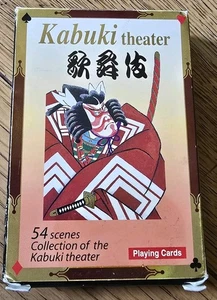 Kabuki theater
歌舞伎
54 scenes
Collection of the
Kabuki theater
Playing Cards